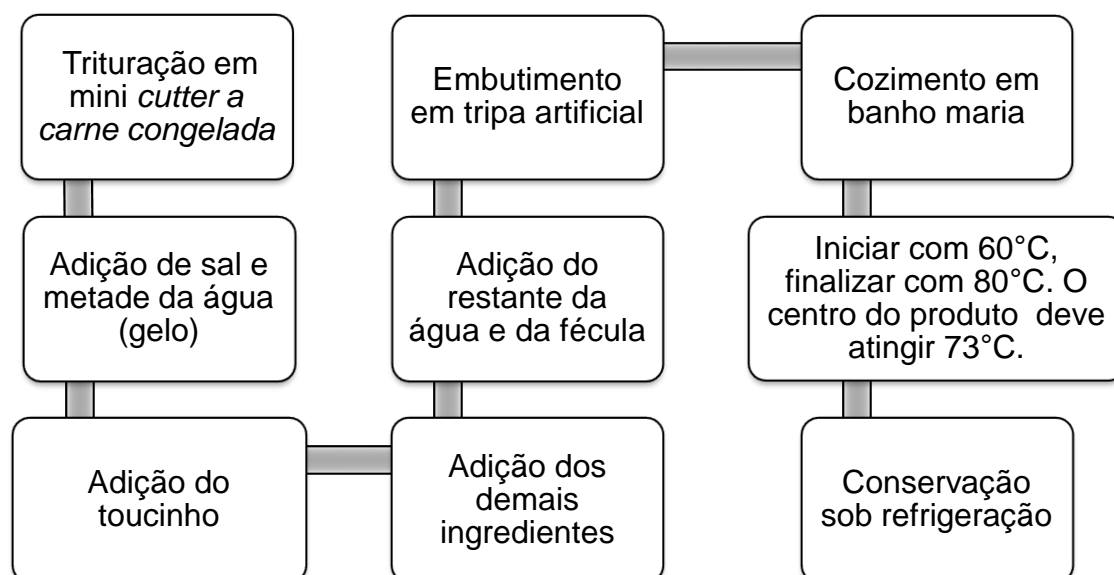 Trituração em
mini cutter a
carne congelada
Adição de sal e
metade da água
(gelo)
Adição do
toucinho
Adição dos
demais
ingredientes
Adição do
restante da
água e da fécula
Embutimento
em tripa artificial
Cozimento em
banho maria
Iniciar com 60°C,
finalizar com 80°C. O
centro do produto  deve
atingir 73°C.
Conservação
sob refrigeração